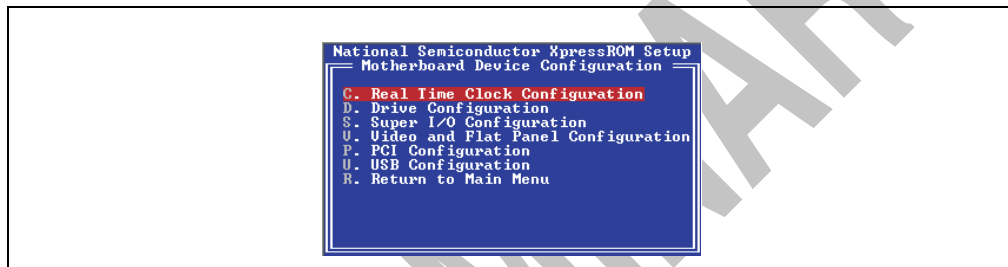 National Semiconductor XpressROM Setup
Motherboard Device Configuration
C. Real Time Clock Configuration
D. Drive Configuration
S. Super I/O Configuration
V. Video and Flat Panel Configuration
P. PCI Configuration
U. USB Configuration
R. Return to Main Menu